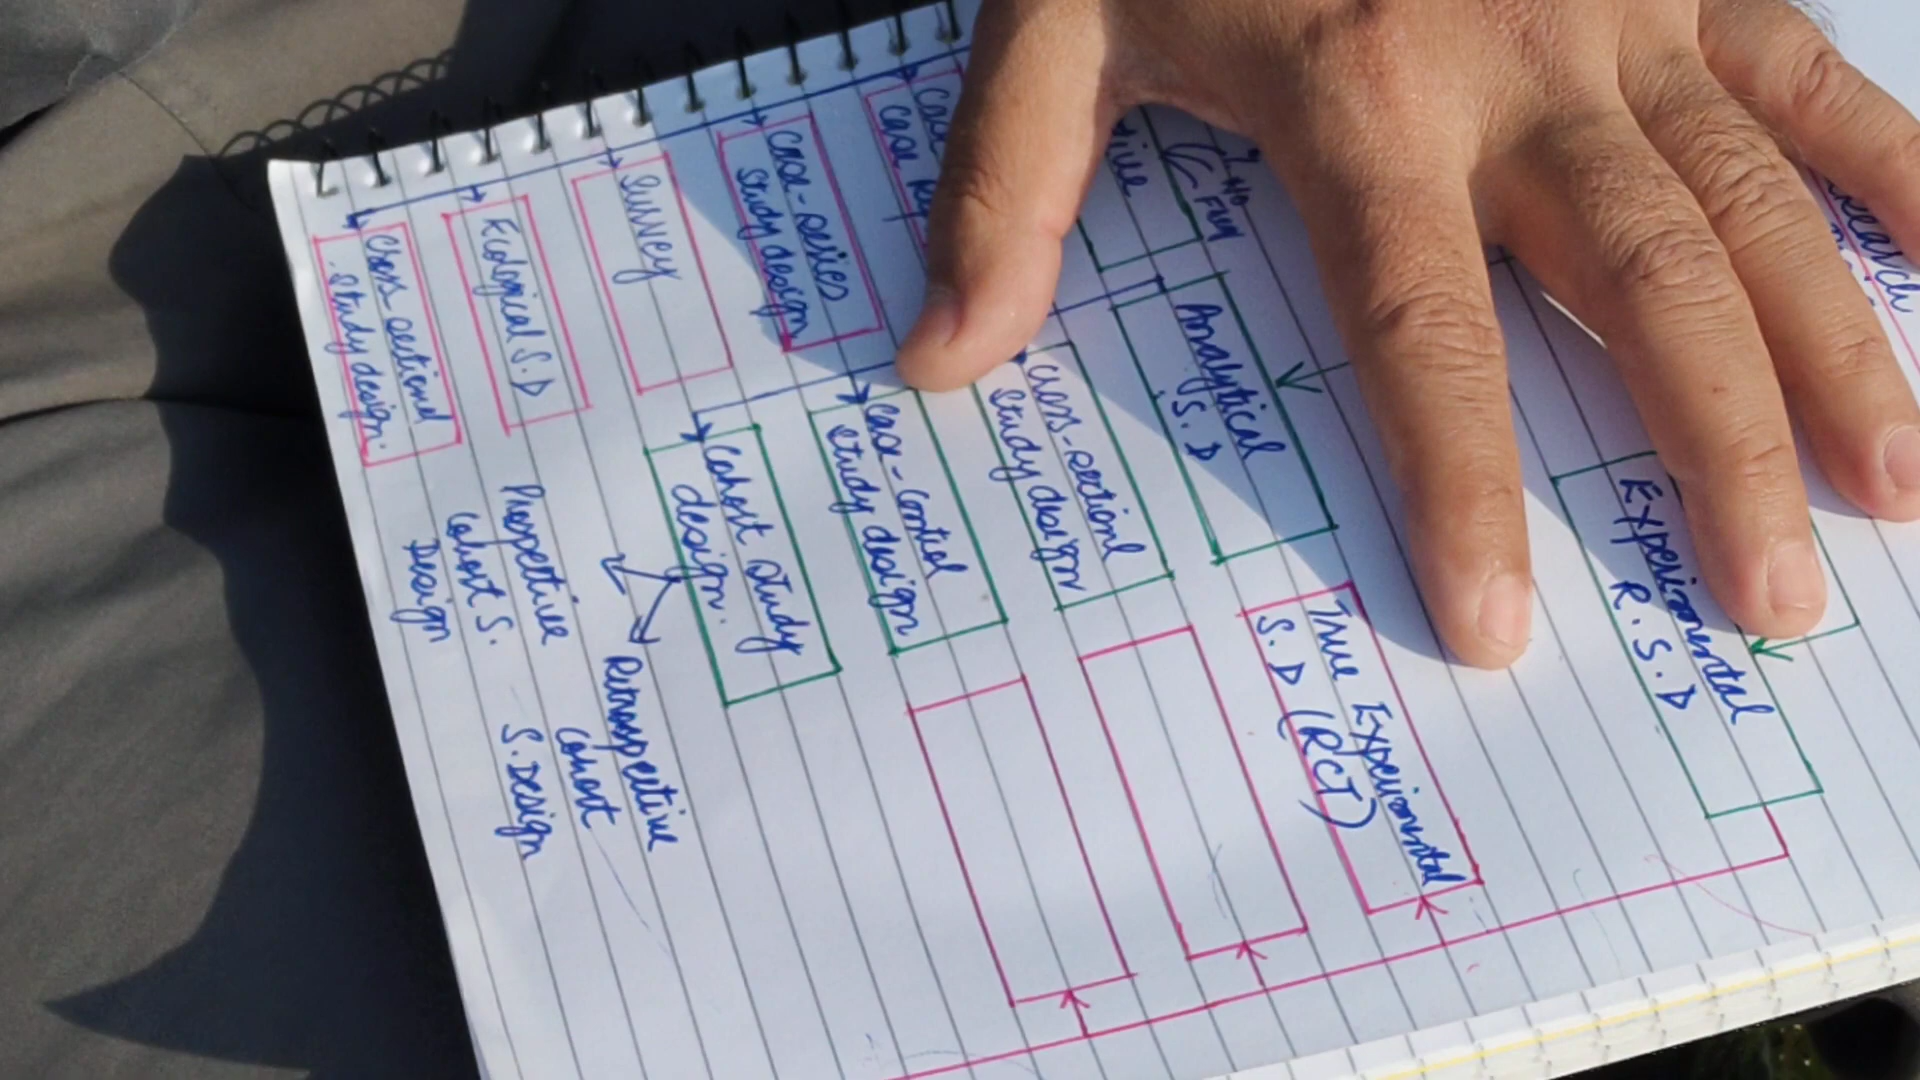 Experimental
R. S. D
Analytical
S. D
True Experimental
S. D (RCT)
case
case-series
study design
Survey
Ecological S. D
Cross sectional
study design.
cross-sectional
study design
case-control
study design
Cohort study
design.
Prospective
cohort S.
Design
Retrospective
cohort
S. Design